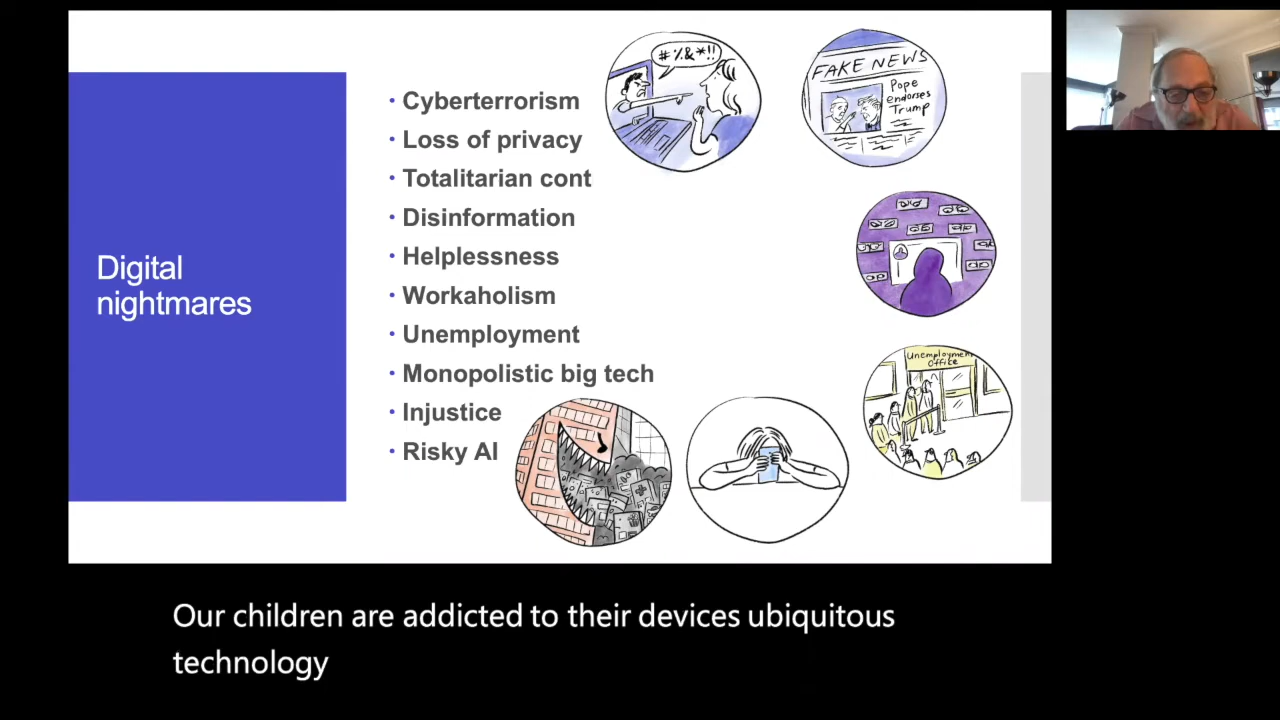 Digital
nightmares
• Cyberterrorism
• Loss of privacy
• Totalitarian cont
• Disinformation
• Helplessness
• Workaholism
• Unemployment
• Monopolistic big tech
• Injustice
• Risky AI
#%&*!!
FAKE NEWS
Pope
endorses
Trump
Unemployment
Office
Our children are addicted to their devices ubiquitous
technology